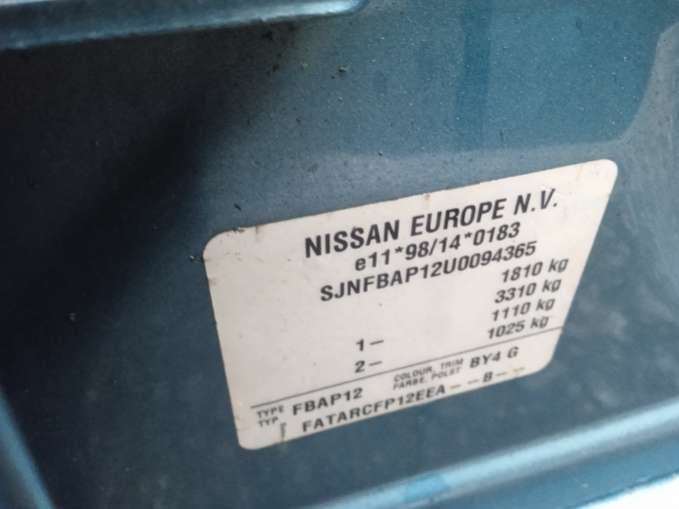 NISSAN EUROPE N.V.
e11*98/14*0183
SJNFBAP12U0094365
1810 kg
3310 kg
1- 1110 kg
2- 1025 kg
TYPE TYP FBAP12 COLOUR, TRIM FARBE, POLST BY4 G
FATARCFP12EEA--B--